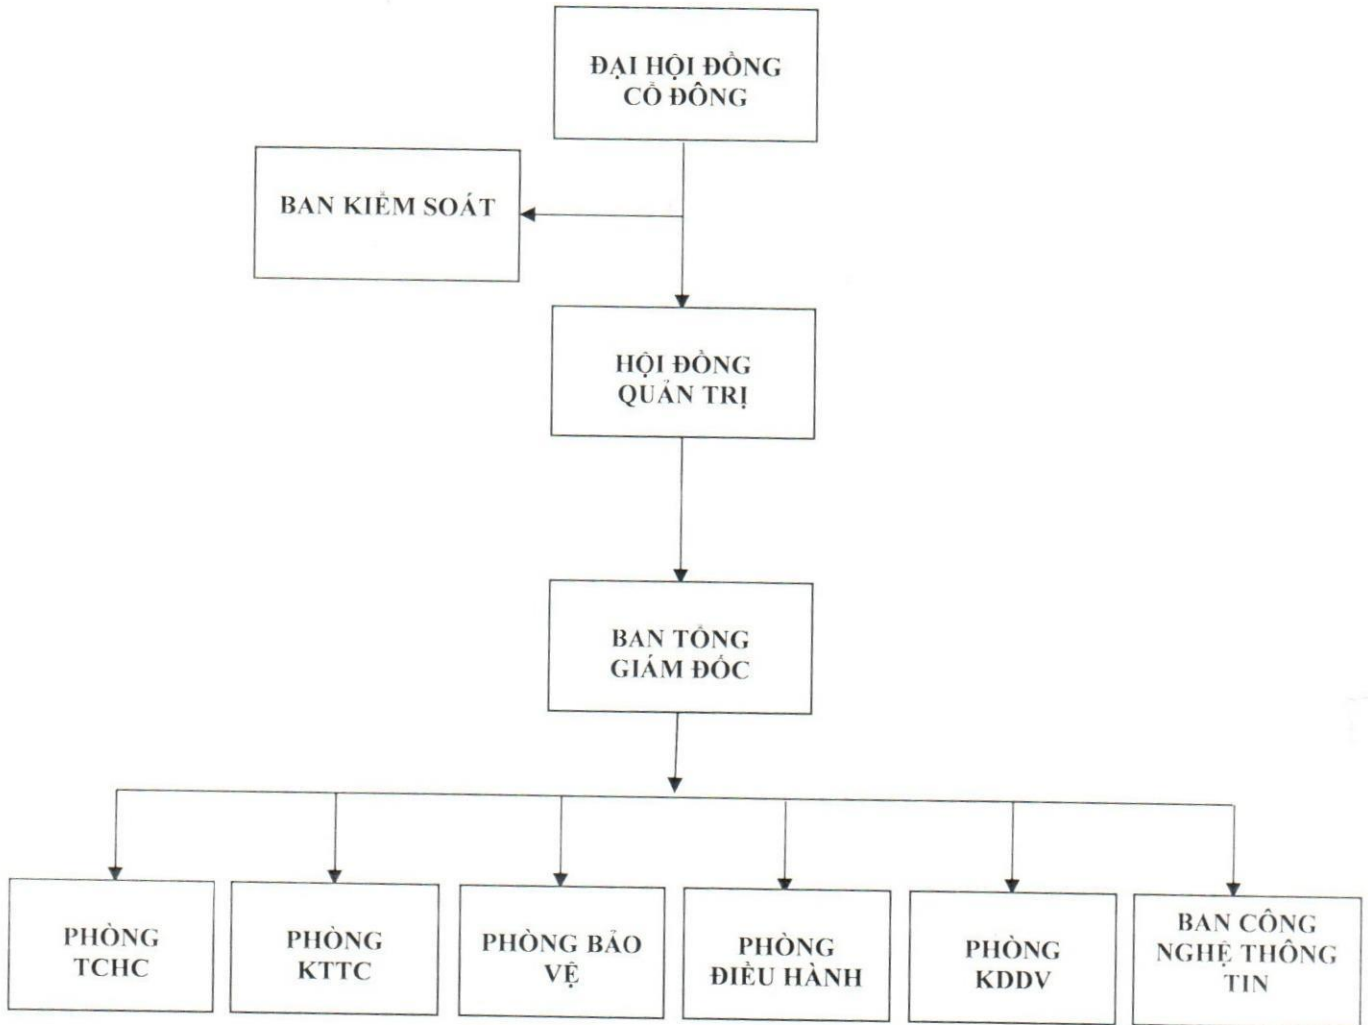 ĐẠI HỘI ĐỒNG
CỔ ĐÔNG
BAN KIỂM SOÁT
HỘI ĐỒNG
QUẢN TRỊ
BAN TỔNG
GIÁM ĐỐC
PHÒNG
TCHC
PHÒNG
KTTC
PHÒNG BẢO
VỆ
PHÒNG
ĐIỀU HÀNH
PHÒNG
KDDV
BAN CÔNG
NGHỆ THÔNG
TIN